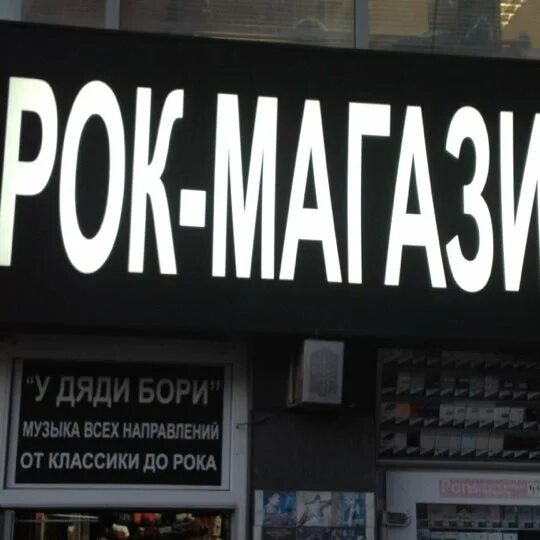 РОК-МАГАЗИ
"У ДЯДИ БОРИ"
МУЗЫКА ВСЕХ НАПРАВЛЕНИЙ
ОТ КЛАССИКИ ДО РОКА